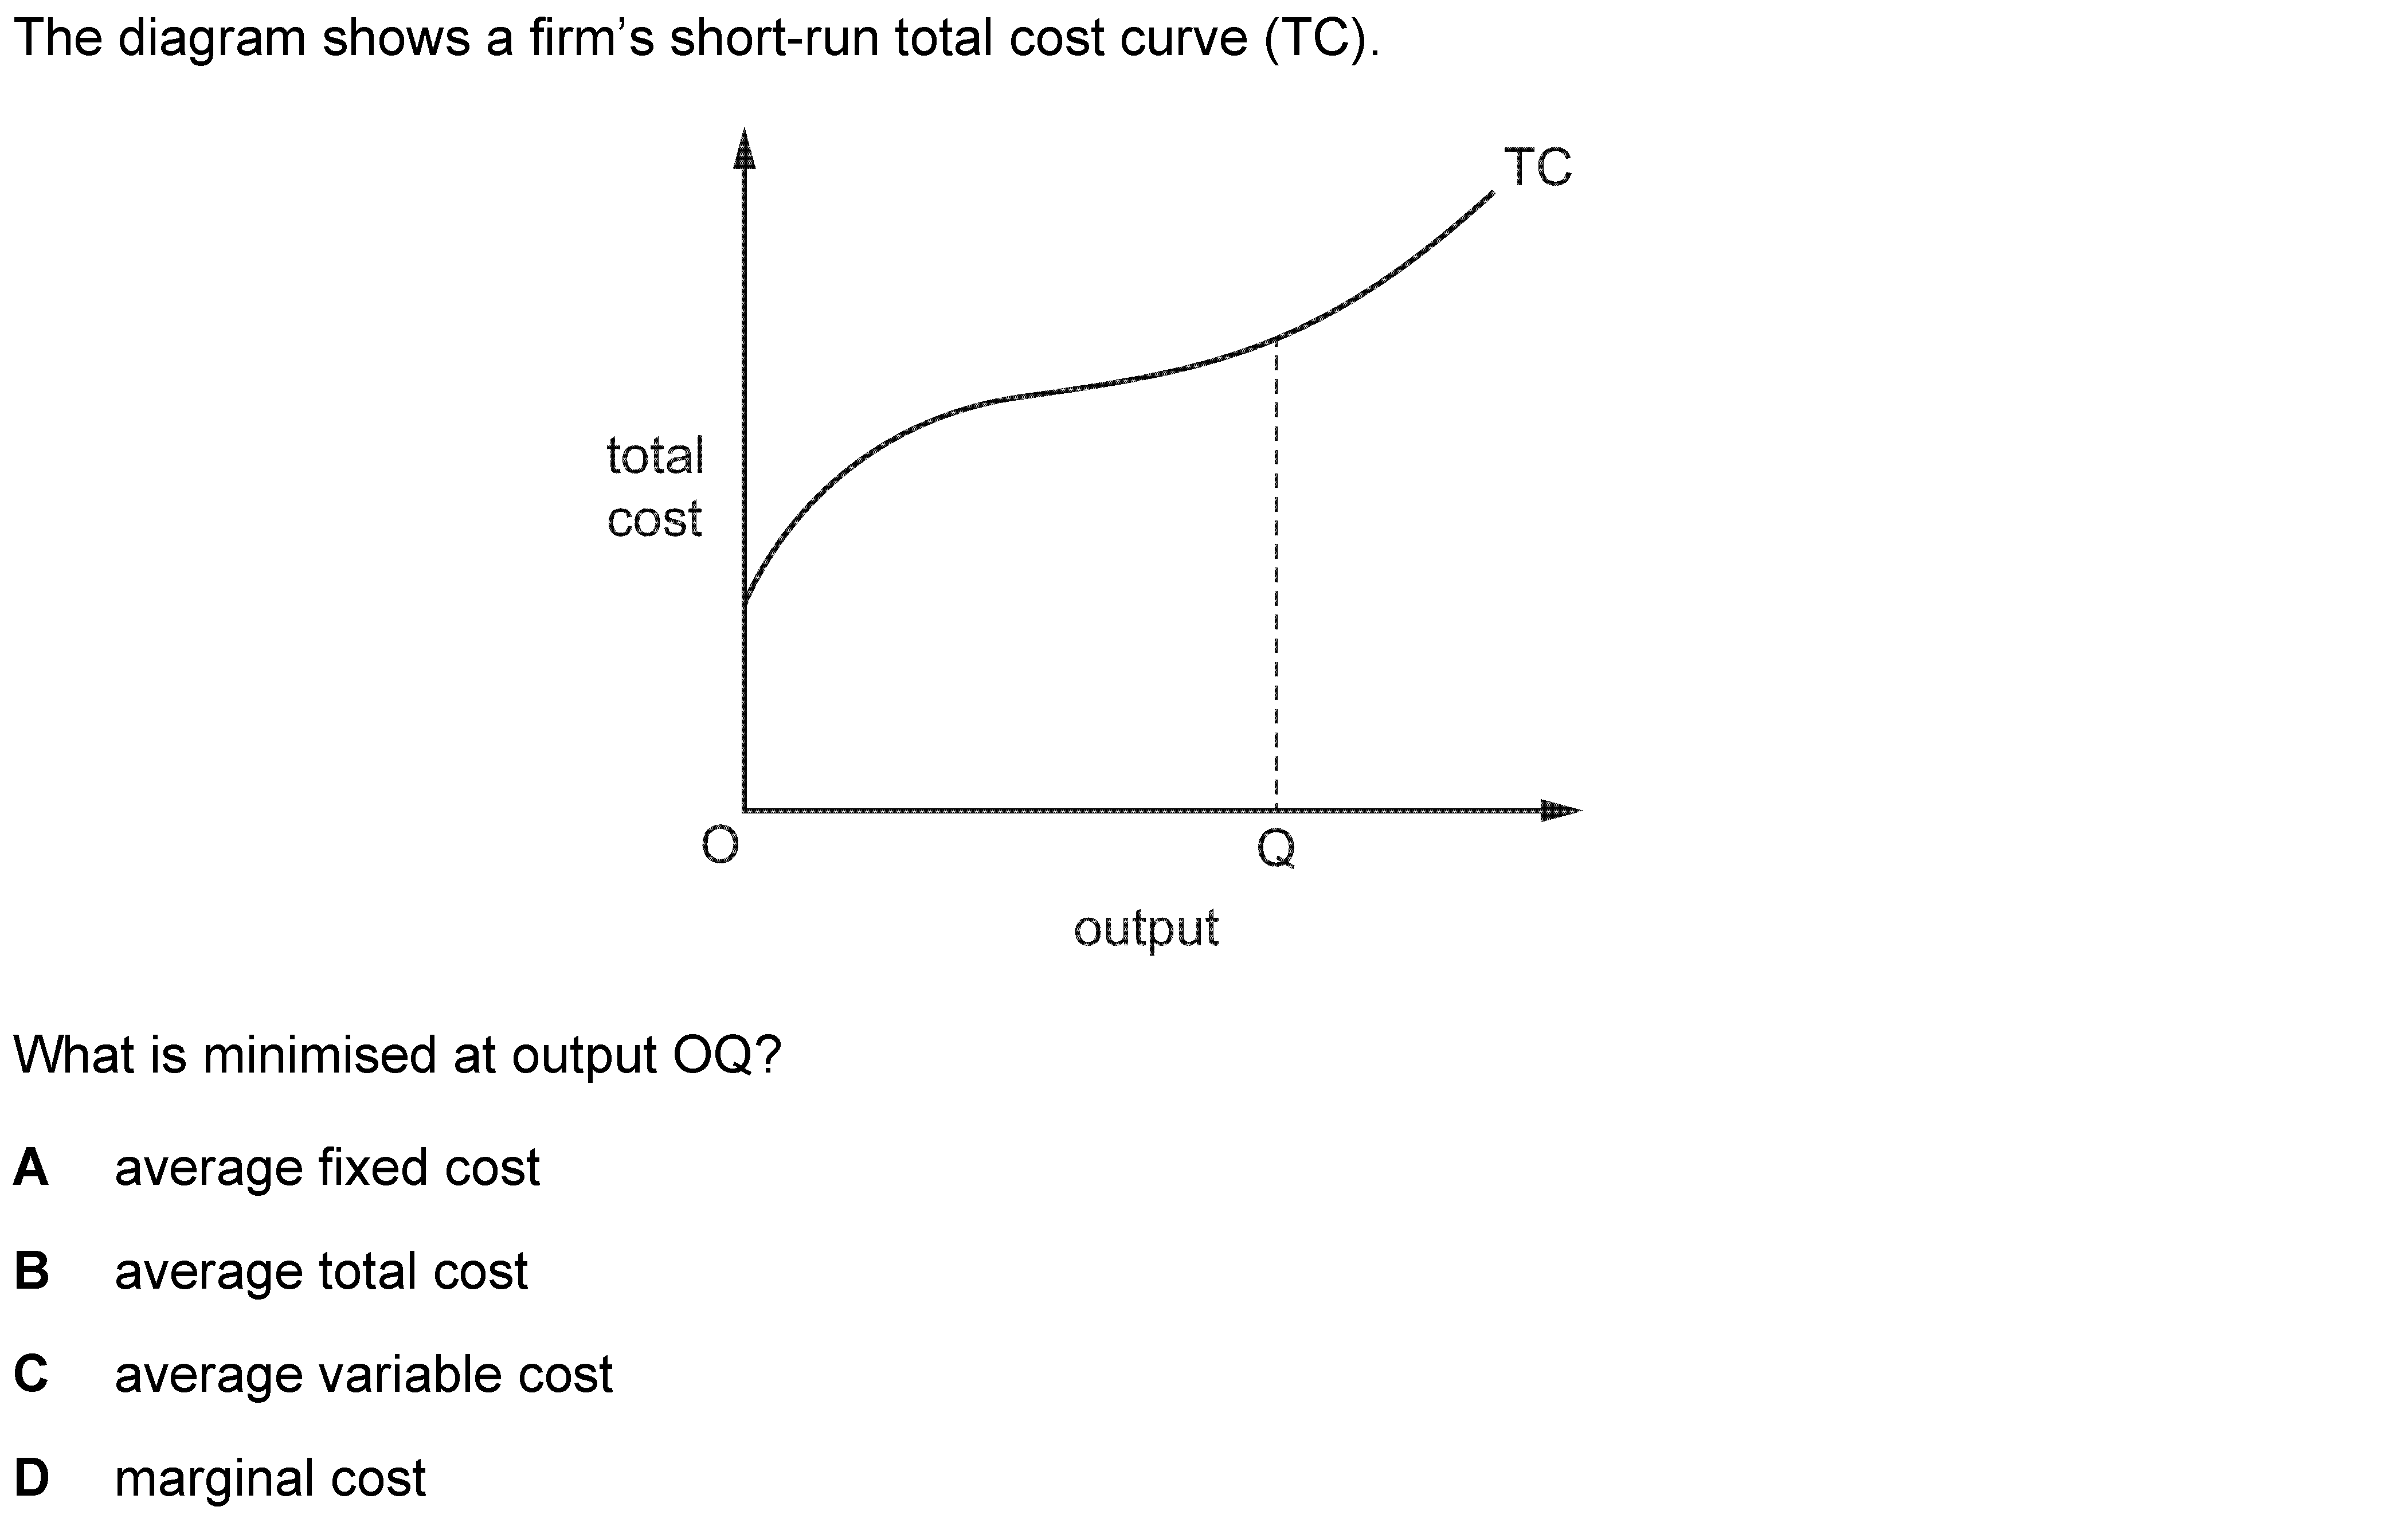 The diagram shows a firm’s short-run total cost curve (TC).
TC
total
cost
O
Q
output
What is minimised at output OQ?
A average fixed cost
B average total cost
C average variable cost
D marginal cost